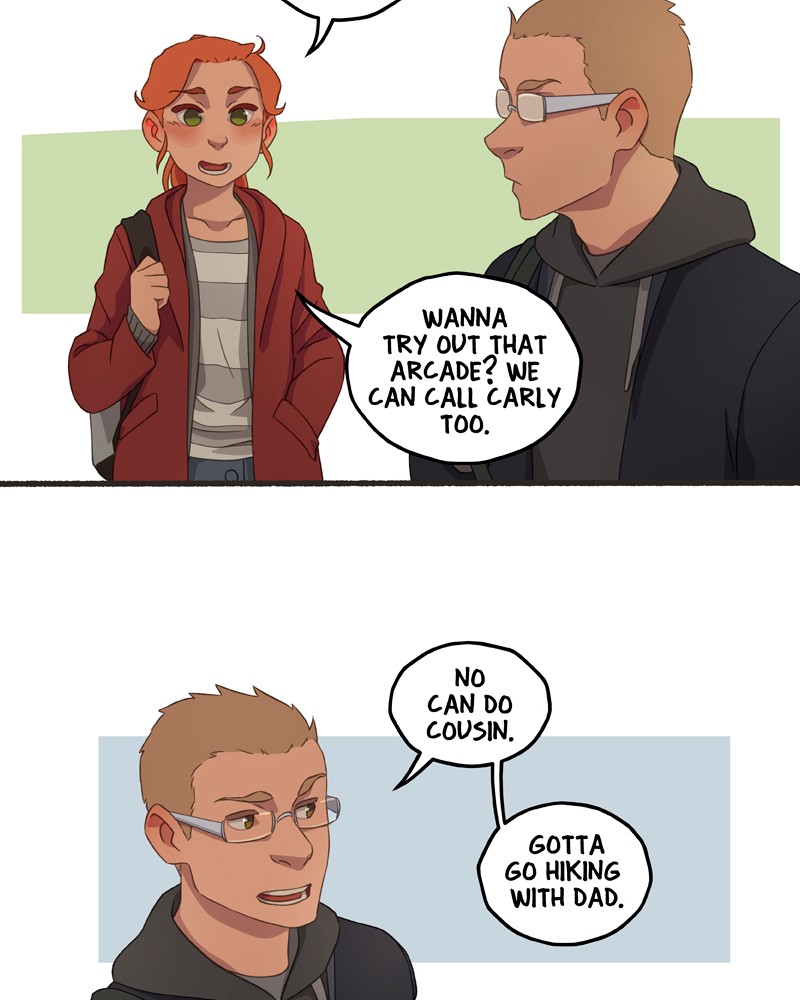 WANNA
TRY OUT THAT
ARCADE? WE
CAN CALL CARLY
TOO.
NO
CAN DO
COUSIN.
GOTTA
GO HIKING
WITH DAD.